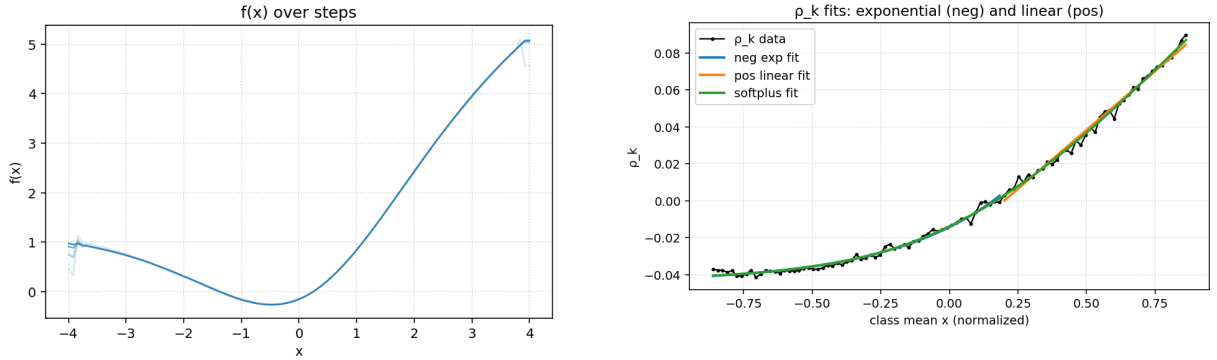 f(x) over steps
5
4
3
2
1
0
f(x)
−4
−3
−2
−1
0
1
2
3
4
x
ρ_k fits: exponential (neg) and linear (pos)
ρ_k data
neg exp fit
pos linear fit
softplus fit
0.08
0.06
0.04
0.02
0.00
−0.02
−0.04
ρ_k
−0.75
−0.50
−0.25
0.00
0.25
0.50
0.75
class mean x (normalized)